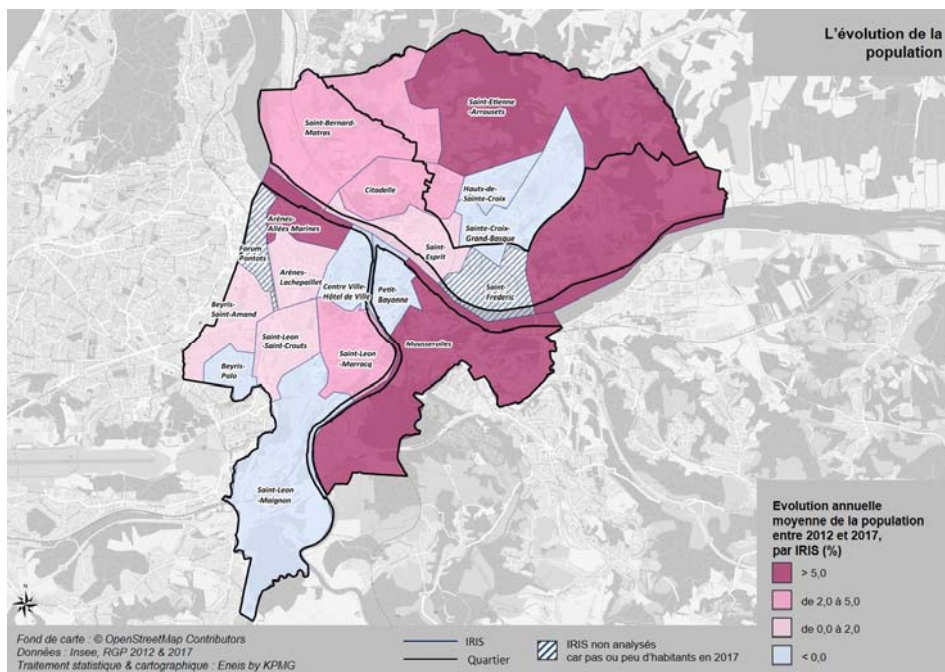 L'évolution de la
population
Saint-Etienne
-Arrousets
Saint-Bernard-
Matras
Citadelle
Hauts-de-
Sainte-Croix
Arènes-
Allées Marines
Sainte-Croix-
Grand-Basque
Forum
Pontots
Saint-
Esprit
Arènes-
Lachepaillet
Centre Ville-
Hôtel de Ville
Petit-
Bayonne
Saint-
Frederic
Beyris-
Saint-Amand
Saint-Leon
-Saint-Crouts
Saint-Leon
-Marracq
Mousserolles
Beyris-
Polo
Saint-Leon
-Maignon
Evolution annuelle
moyenne de la population
entre 2012 et 2017,
par IRIS (%)
> 5,0
de 2,0 à 5,0
de 0,0 à 2,0
< 0,0
N
Fond de carte : © OpenStreetMap Contributors
Données : Insee, RGP 2012 & 2017
Traitement statistique & cartographique : Eneis by KPMG
IRIS
Quartier
IRIS non analysés
car pas ou peu d'habitants en 2017